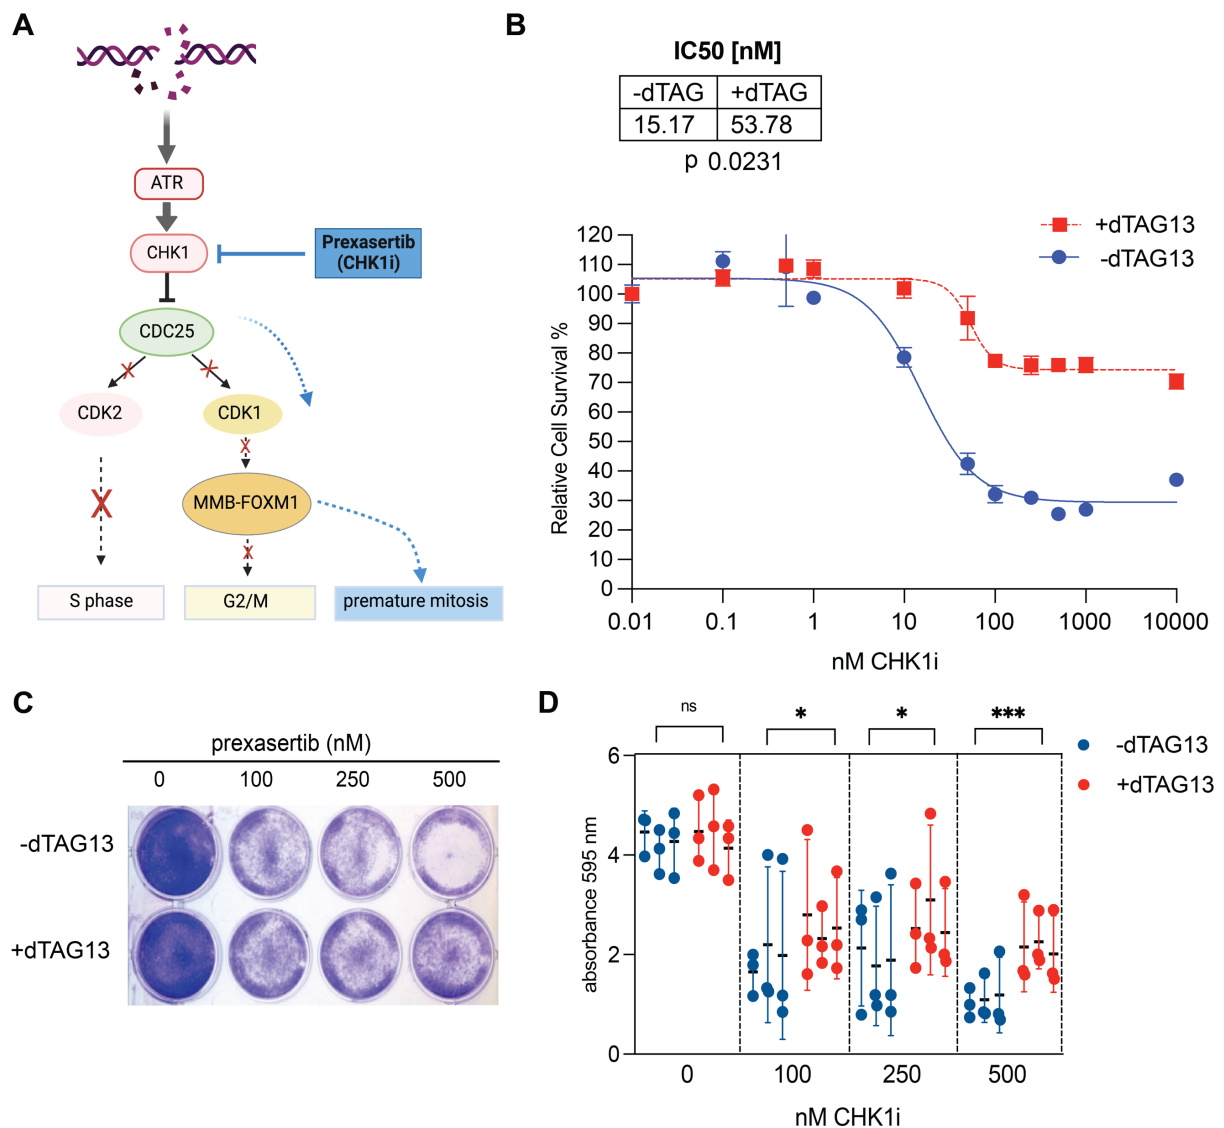 A
ATR
CHK1
Prexasertib
(CHK1i)
CDC25
CDK2
CDK1
MMB-FOXM1
S phase
G2/M
premature mitosis
B
IC50 [nM]
-dTAG +dTAG
15.17 53.78
p 0.0231
+dTAG13
-dTAG13
120
110
100
90
80
70
60
50
40
30
20
10
0
Relative Cell Survival %
0.01 0.1 1 10 100 1000 10000
nM CHK1i
C
prexasertib (nM)
0 100 250 500
-dTAG13
+dTAG13
D
ns * * ***
-dTAG13
+dTAG13
6
4
2
0
absorbance 595 nm
0 100 250 500
nM CHK1i